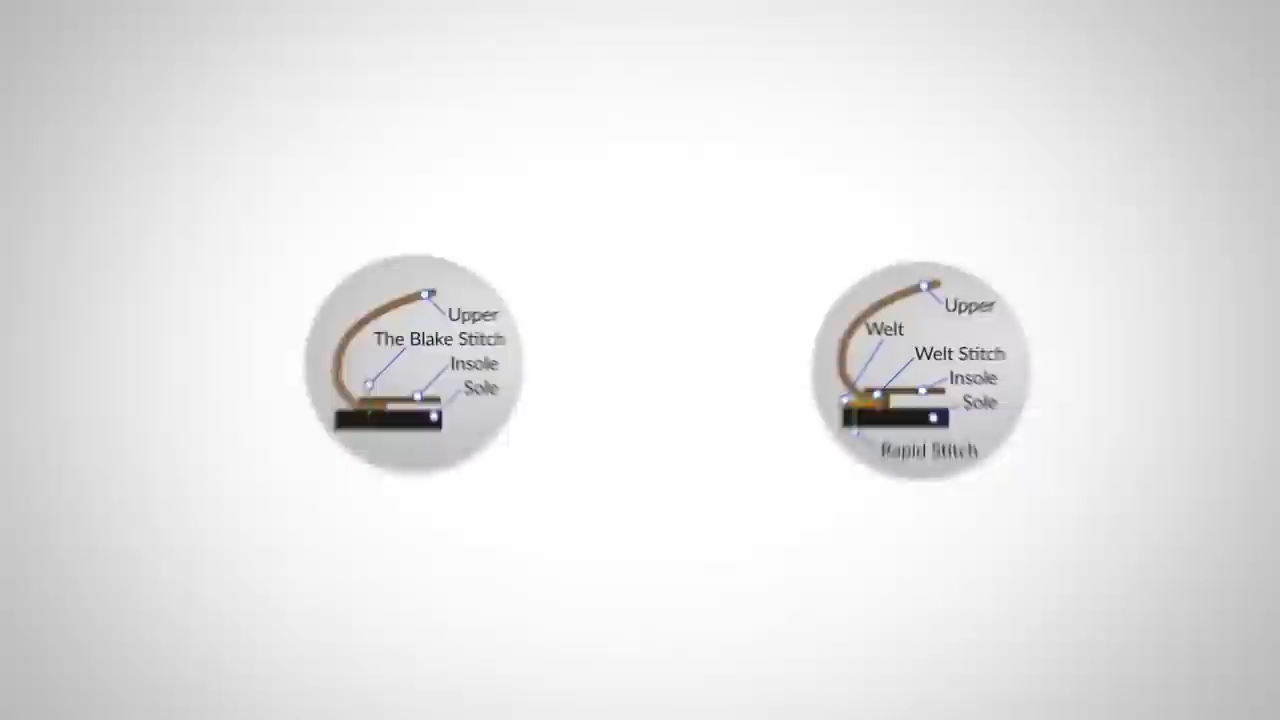 Upper
The Blake Stitch
Insole
Sole
Upper
Welt
Welt Stitch
Insole
Sole
Rapid Stitch